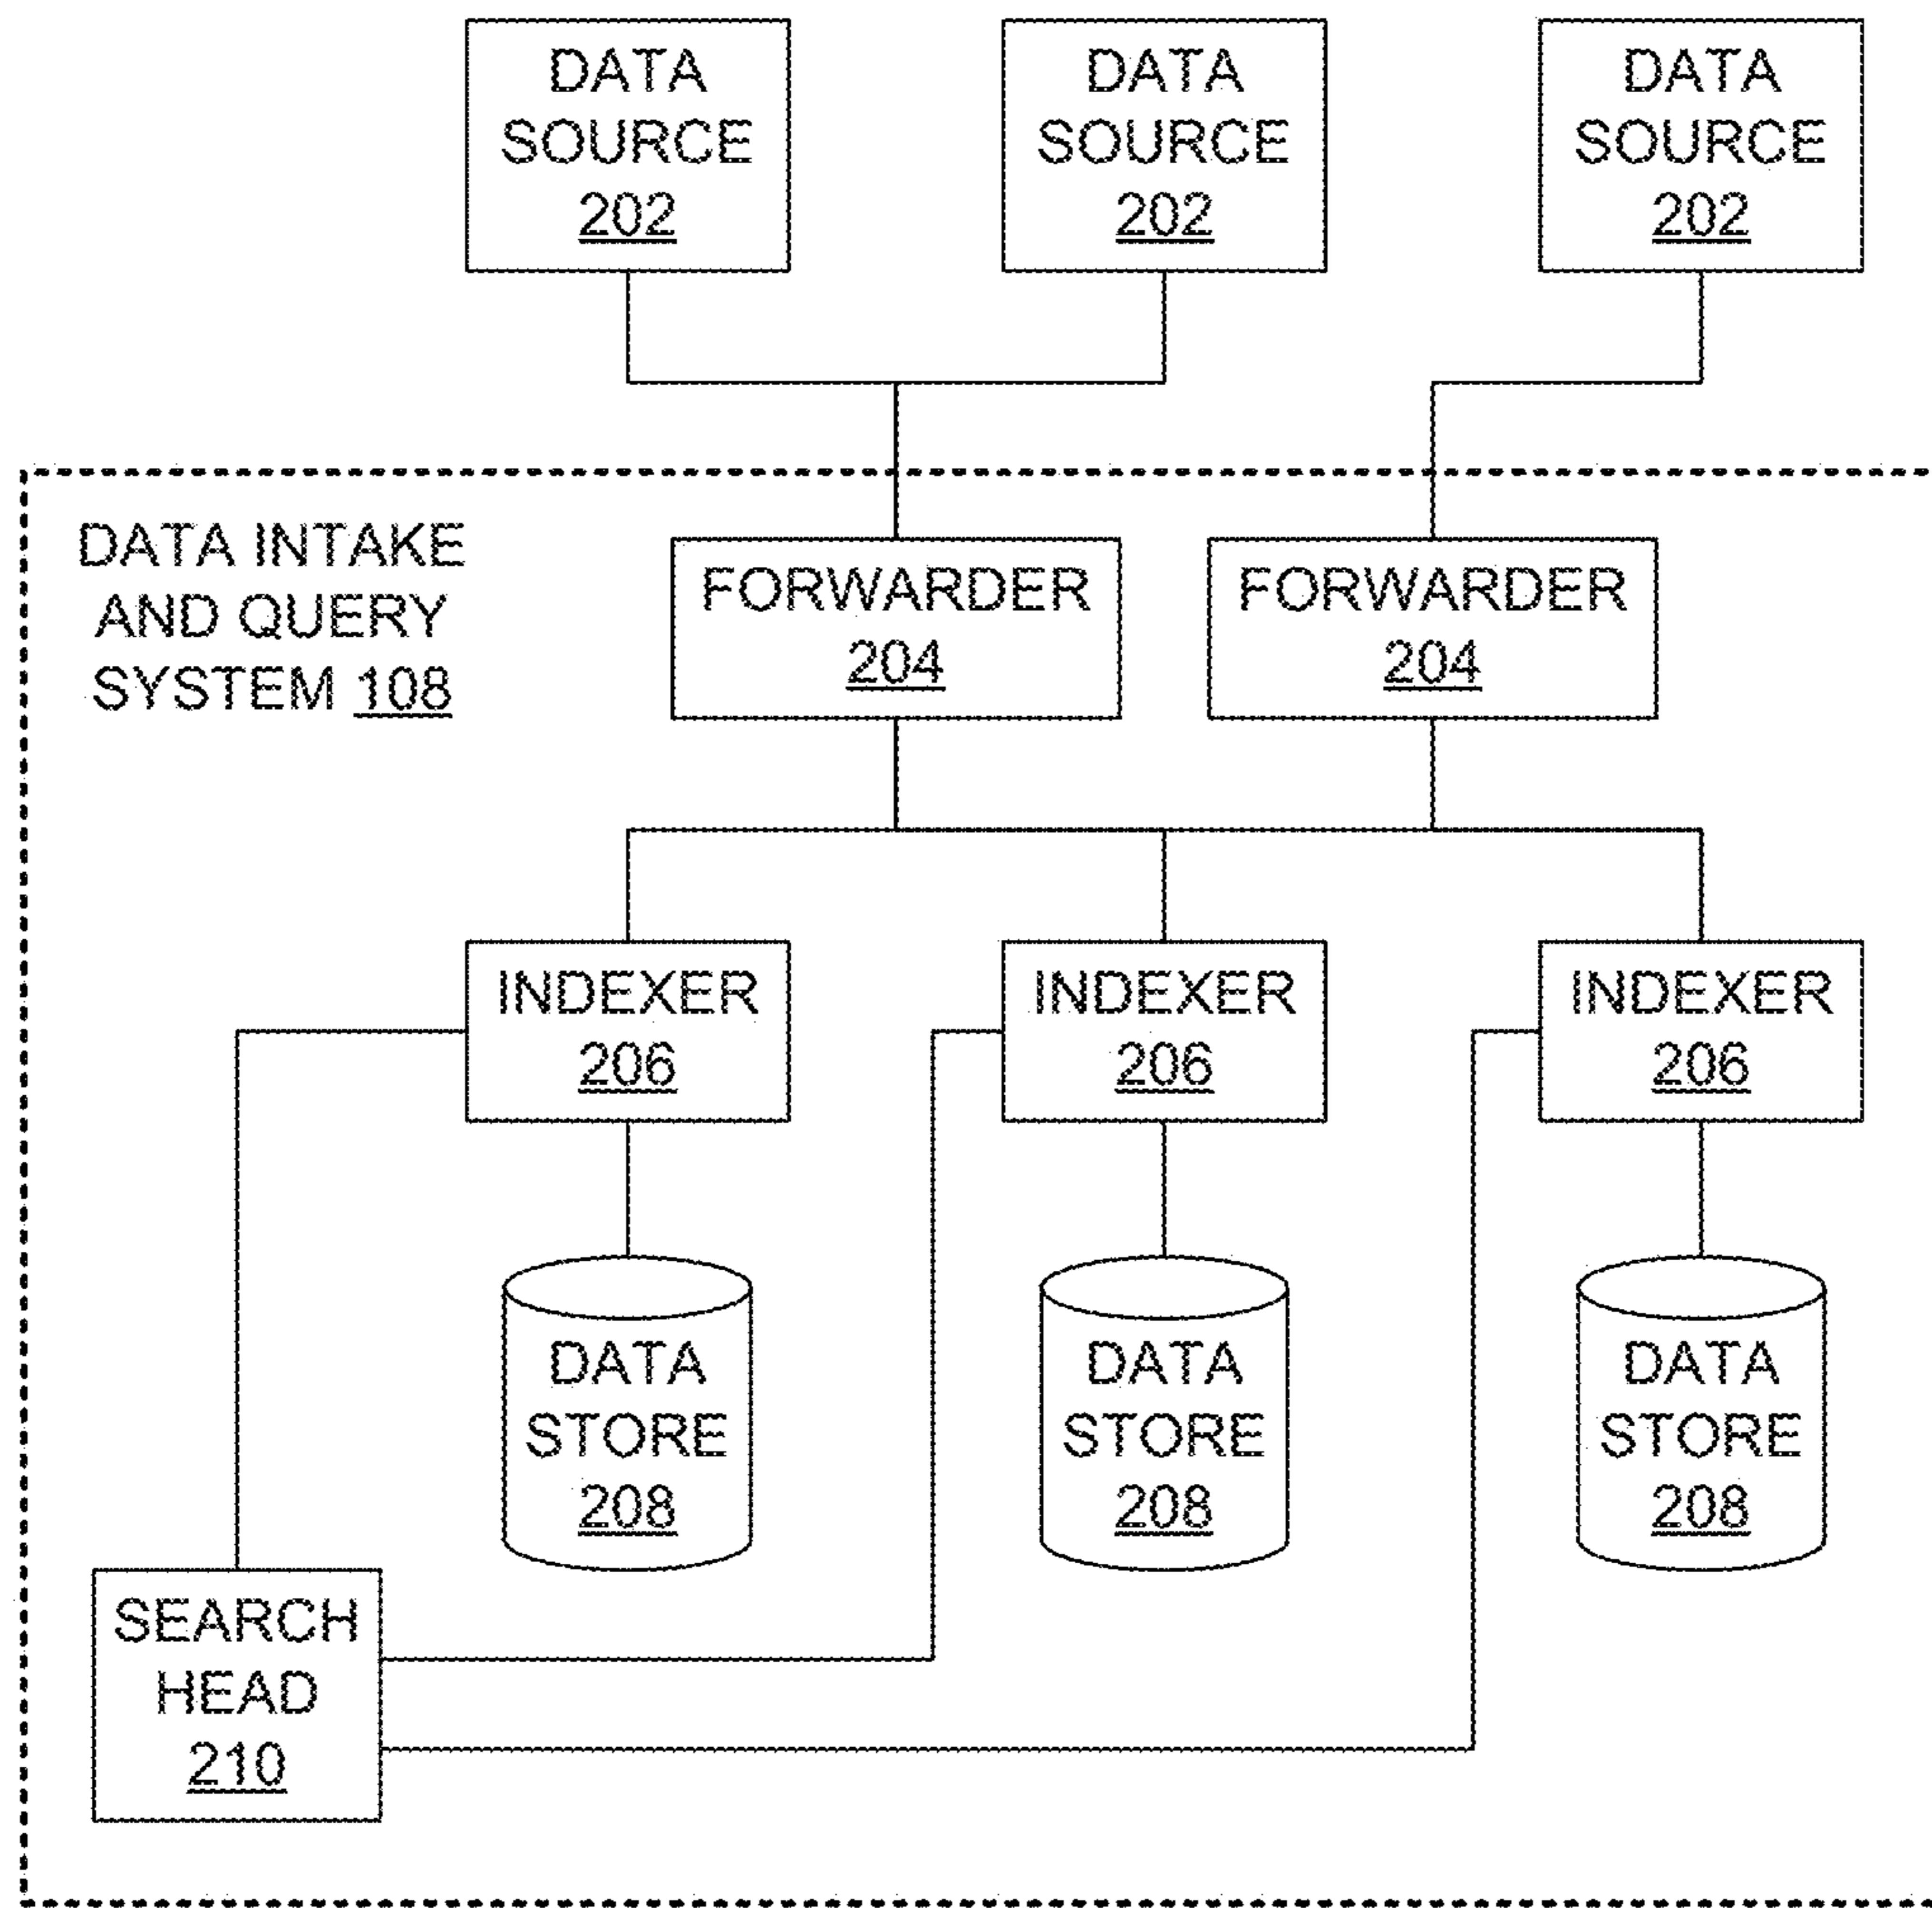 DATA
SOURCE
202
DATA
SOURCE
202
DATA
SOURCE
202
DATA INTAKE
AND QUERY
SYSTEM 108
FORWARDER
204
FORWARDER
204
INDEXER
206
INDEXER
206
INDEXER
206
DATA
STORE
208
DATA
STORE
208
DATA
STORE
208
SEARCH
HEAD
210